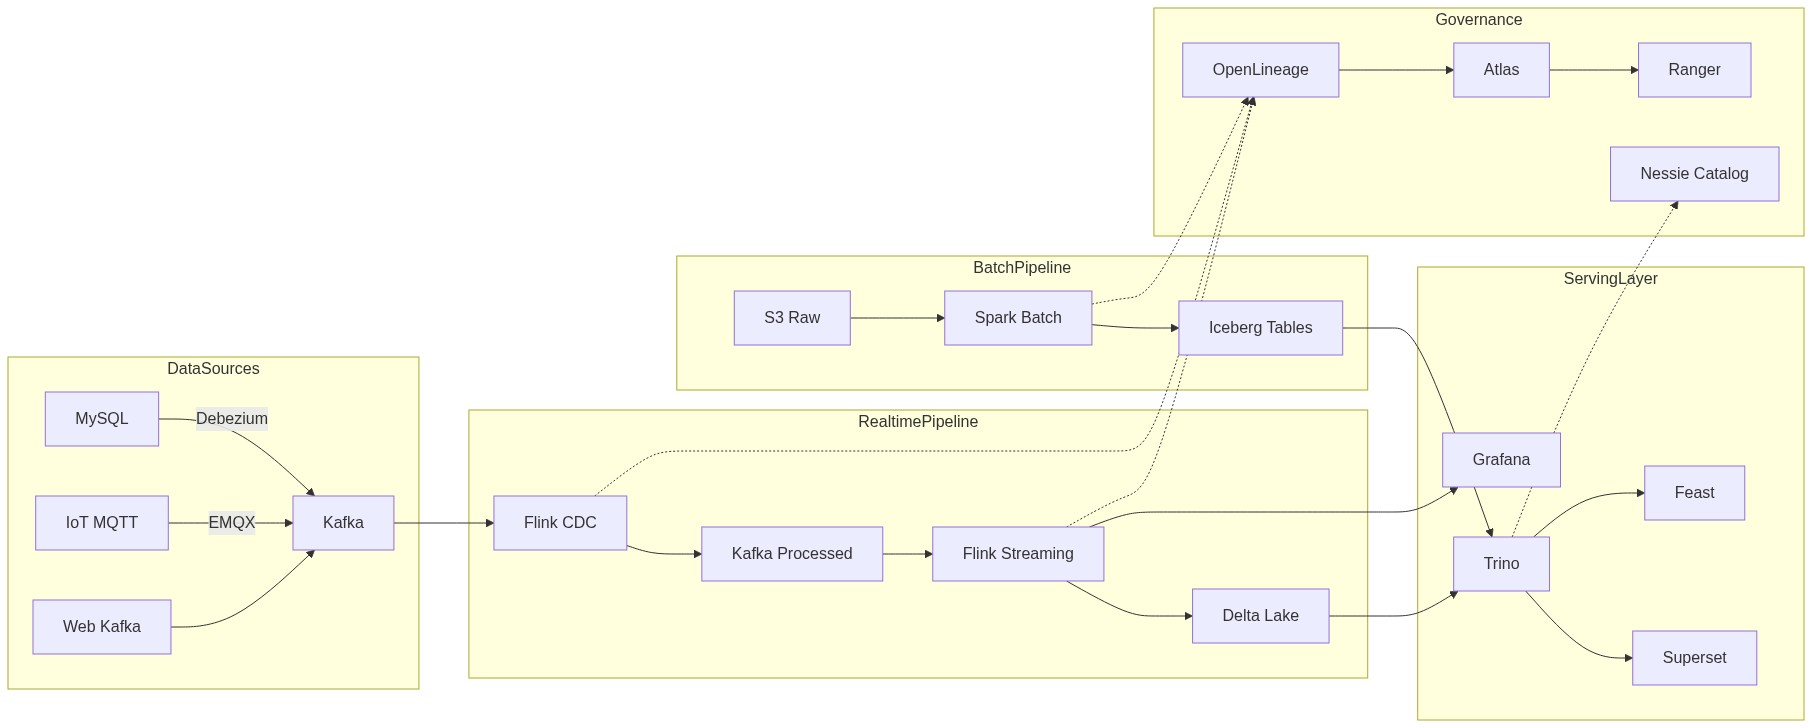 Governance
OpenLineage
Atlas
Ranger
Nessie Catalog
BatchPipeline
S3 Raw
Spark Batch
Iceberg Tables
ServingLayer
Grafana
Trino
Feast
Superset
DataSources
MySQL
Debezium
IoT MQTT
EMQX
Kafka
Web Kafka
RealtimePipeline
Flink CDC
Kafka Processed
Flink Streaming
Delta Lake